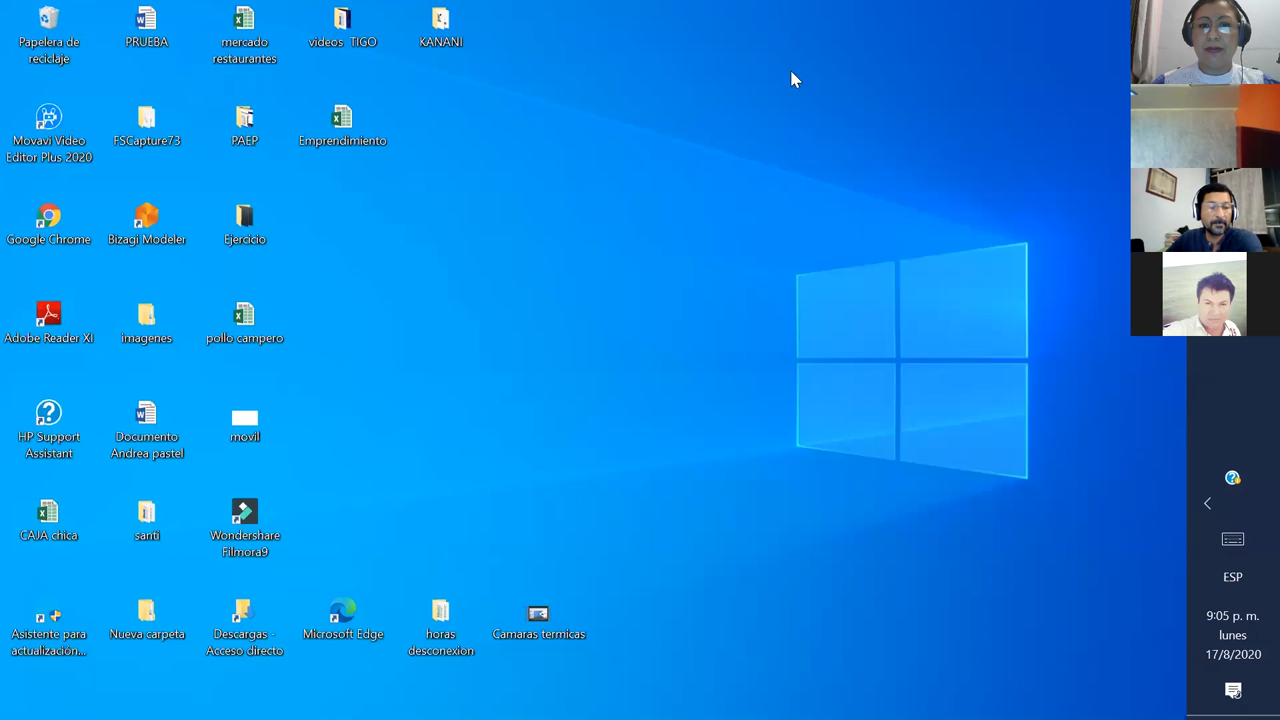 Papelera de
reciclaje
PRUEBA
mercado
restaurantes
videos TIGO
KANANI
Movavi Video
Editor Plus 2020
FSCapture73
PAEP
Emprendimiento
Google Chrome
Bizagi Modeler
Ejercicio
Adobe Reader XI
imagenes
pollo campero
HP Support
Assistant
Documento
Andrea pastel
movil
CAJA chica
santi
Wondershare
Filmora9
Asistente para
actualización...
Nueva carpeta
Descargas -
Acceso directo
Microsoft Edge
horas
desconexion
Camaras termicas
ESP
9:05 p. m.
lunes
17/8/2020